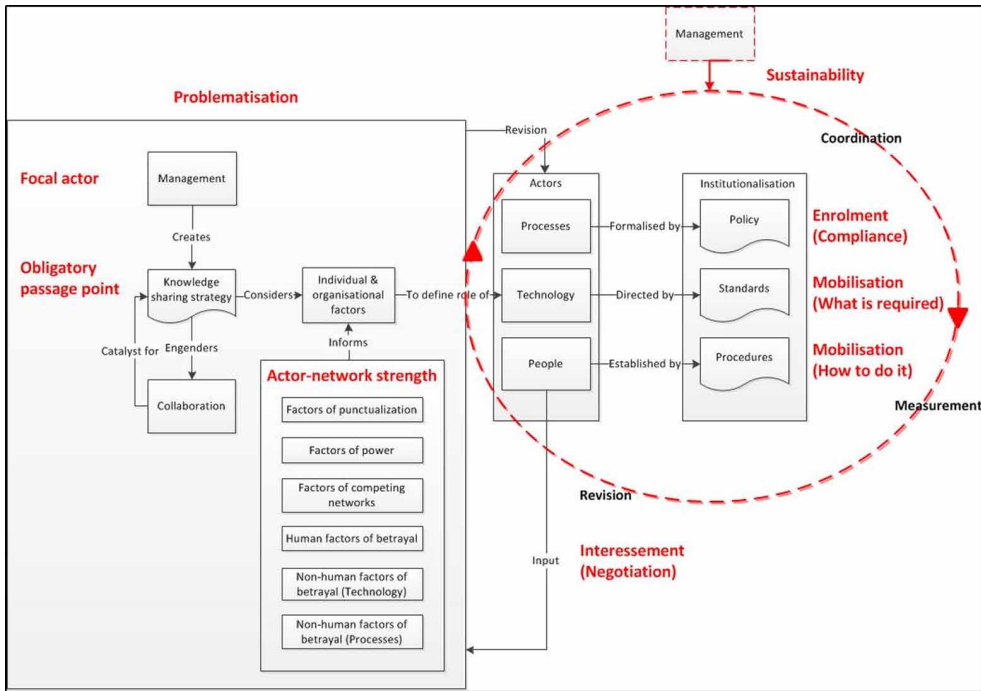 Management
Sustainability
Problematisation
Coordination
Revision
Focal actor
Management
Actors
Institutionalisation
Creates
Processes
Formalised by
Policy
Enrolment
(Compliance)
Obligatory
passage point
Knowledge
sharing strategy
Considers
Individual &
organisational
factors
To define role of
Technology
Directed by
Standards
Mobilisation
(What is required)
Catalyst for
Engenders
Informs
People
Established by
Procedures
Mobilisation
(How to do it)
Collaboration
Actor-network strength
Factors of punctualization
Factors of power
Factors of competing
networks
Human factors of betrayal
Non-human factors of
betrayal (Technology)
Non-human factors of
betrayal (Processes)
Measurement
Revision
Input
Interessement
(Negotiation)